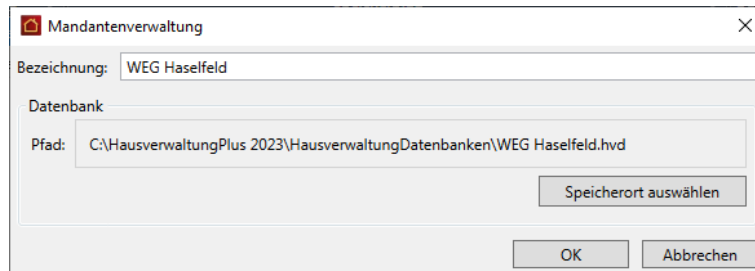 Mandantenverwaltung
Bezeichnung: WEG Haselfeld
Datenbank
Pfad: C:\HausverwaltungPlus 2023\HausverwaltungDatenbanken\WEG Haselfeld.hvd
Speicherort auswählen
OK Abbrechen